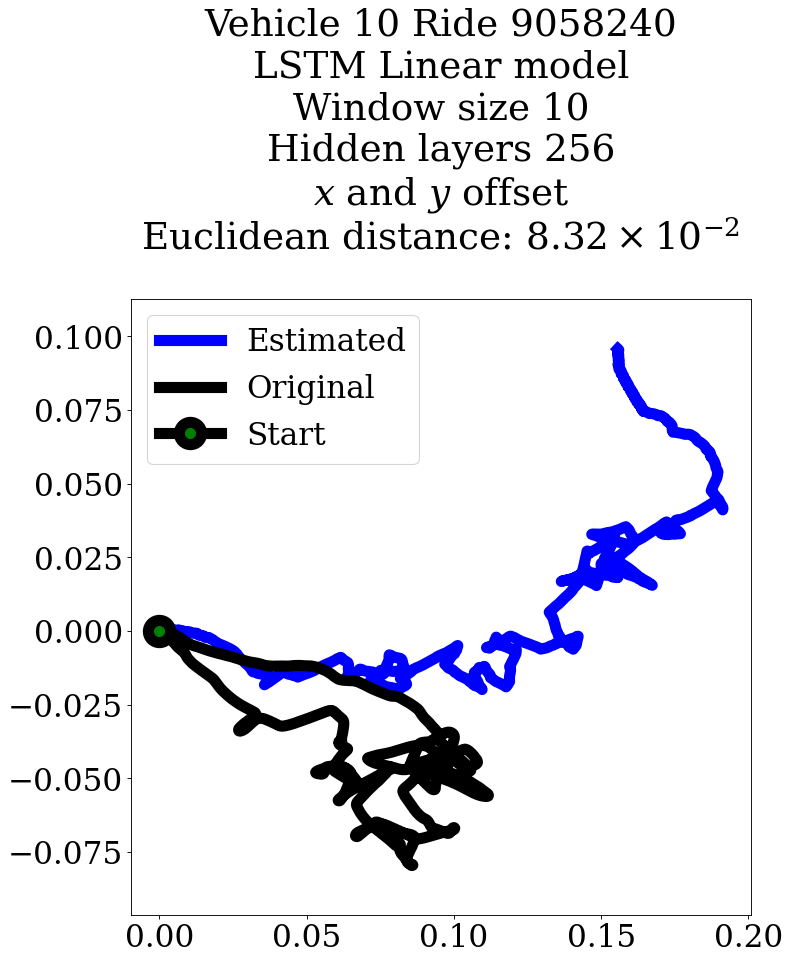 Vehicle 10 Ride 9058240
LSTM Linear model
Window size 10
Hidden layers 256
x and y offset
Euclidean distance: 8.32 × 10⁻²
Estimated
Original
Start
0.100
0.075
0.050
0.025
0.000
−0.025
−0.050
−0.075
0.00 0.05 0.10 0.15 0.20